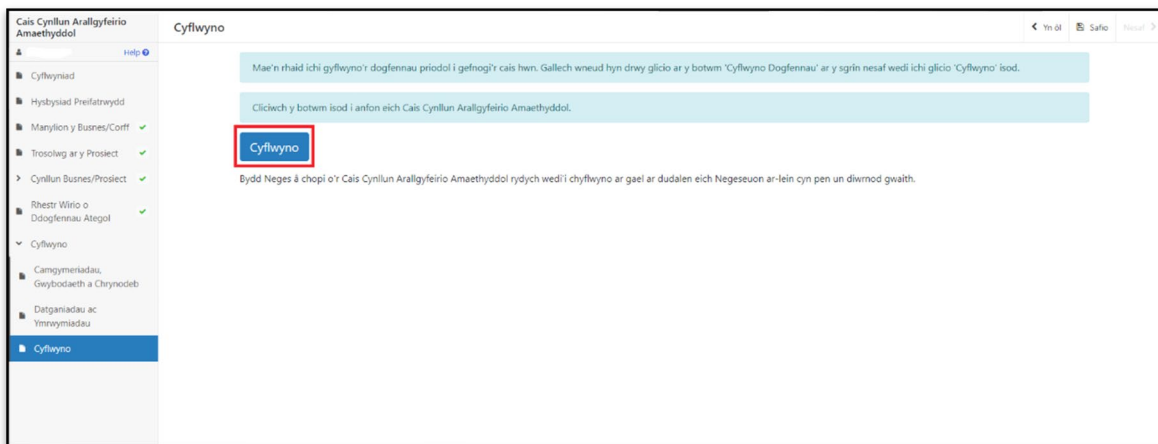 Cais Cynllun Arallgyfeirio
Amaethyddol
Help
Cyflwyniad
Hysbysiad Preifatrwydd
Manylion y Busnes/Corff
Trosolwg ar y Prosiect
Cynllun Busnes/Prosiect
Rhestr Wirio o
Ddogfennau Ategol
Cyflwyno
Camgymeriadau,
Gwybodaeth a Chrynodeb
Datganiadau ac
Ymrwymiadau
Cyflwyno
Cyflwyno
Yn ôl
Safio
Nesaf
Mae'n rhaid ichi gyflwyno'r dogfennau priodol i gefnogi'r cais hwn. Gallech wneud hyn drwy glicio ar y botwm 'Cyflwyno Dogfennau' ar y sgrin nesaf wedi ichi glicio 'Cyflwyno' isod.
Cliciwch y botwm isod i anfon eich Cais Cynllun Arallgyfeirio Amaethyddol.
Cyflwyno
Bydd Neges â chopi o'r Cais Cynllun Arallgyfeirio Amaethyddol rydych wedi'i chyflwyno ar gael ar dudalen eich Negeseuon ar-lein cyn pen un diwrnod gwaith.